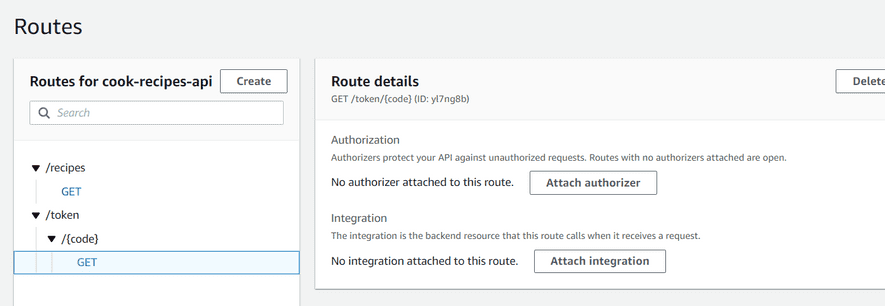 Routes
Routes for cook-recipes-api
Create
Search
/recipes
GET
/token
/{code}
GET
Route details
Delete
GET /token/{code} (ID: yl7ng8b)
Authorization
Authorizers protect your API against unauthorized requests. Routes with no authorizers attached are open.
No authorizer attached to this route.
Attach authorizer
Integration
The integration is the backend resource that this route calls when it receives a request.
No integration attached to this route.
Attach integration